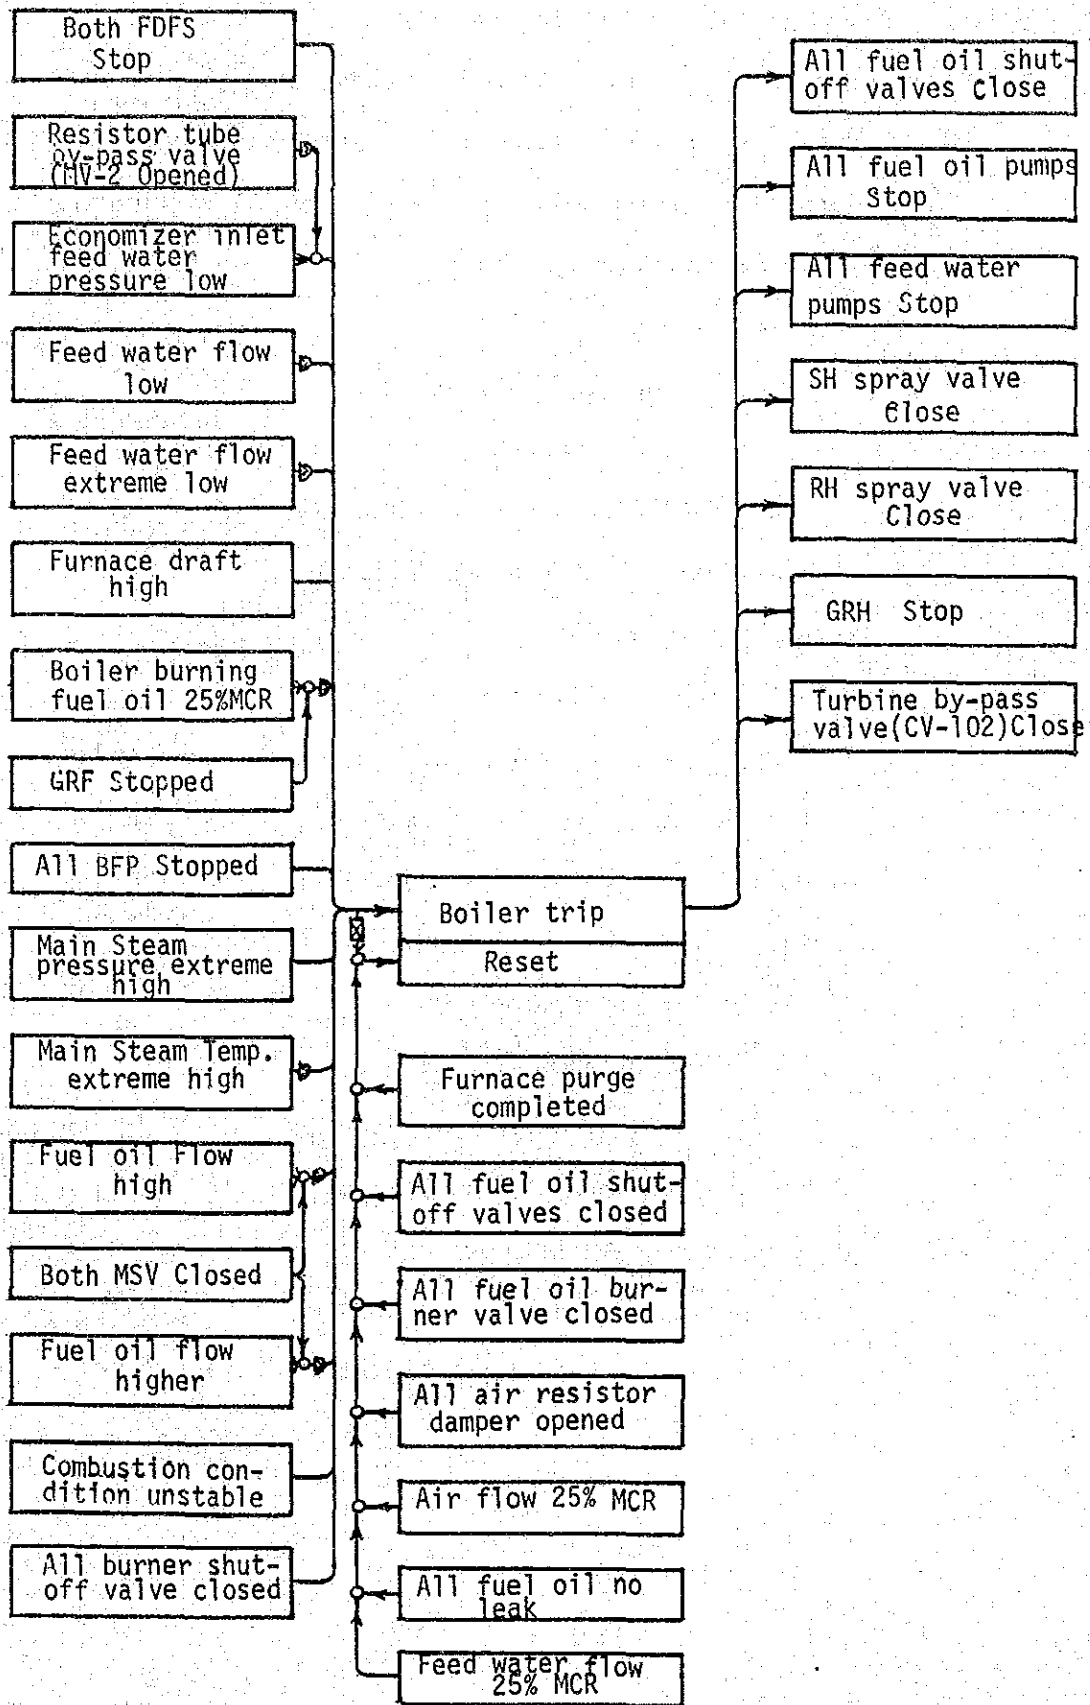 Both FDFS
Stop
Resistor tube
by-pass valve
(MV-2 Opened)
Economizer inlet
feed water
pressure low
Feed water flow
low
Feed water flow
extreme low
Furnace draft
high
Boiler burning
fuel oil 25%MCR
GRF Stopped
All BFP Stopped
Main Steam
pressure extreme
high
Main Steam Temp.
extreme high
Fuel oil Flow
high
Both MSV Closed
Fuel oil flow
higher
Combustion con-
dition unstable
All burner shut-
off valve closed
Boiler trip
Reset
Furnace purge
completed
All fuel oil shut-
off valves closed
All fuel oil bur-
ner valve closed
All air resistor
damper opened
Air flow 25% MCR
All fuel oil no
leak
Feed water flow
25% MCR
All fuel oil shut-
off valves Close
All fuel oil pumps
Stop
All feed water
pumps Stop
SH spray valve
Close
RH spray valve
Close
GRH Stop
Turbine by-pass
valve(CV-102)Close